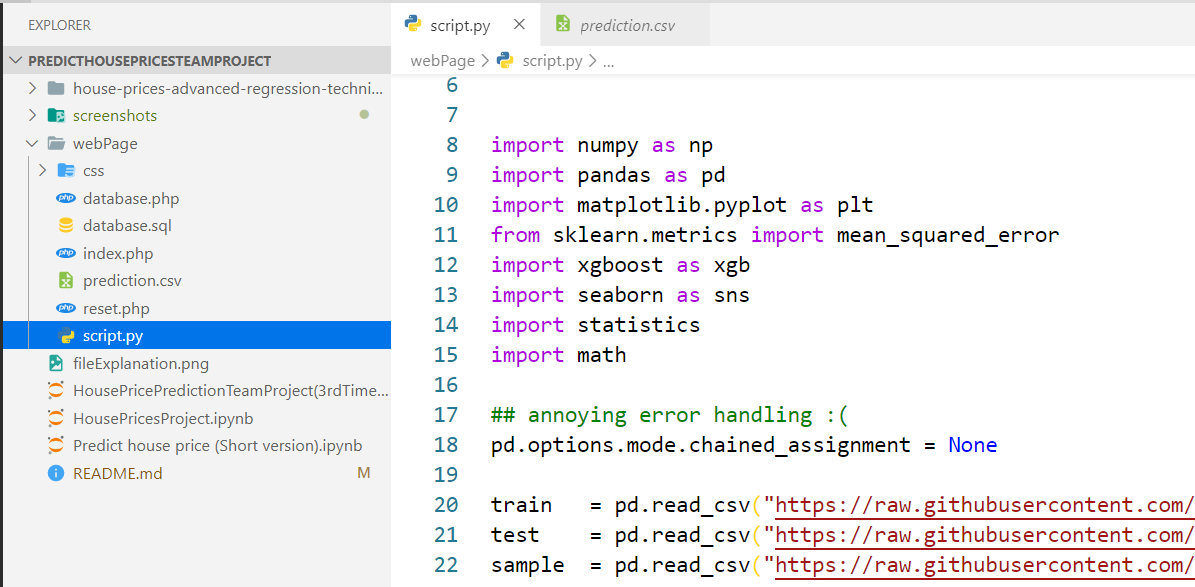 EXPLORER
PREDICTHOUSEPRICESTEAMPROJECT
house-prices-advanced-regression-techni...
screenshots
webPage
css
database.php
database.sql
index.php
prediction.csv
reset.php
script.py
fileExplanation.png
HousePricePredictionTeamProject(3rdTime...
HousePricesProject.ipynb
Predict house price (Short version).ipynb
README.md M
script.py prediction.csv
webPage > script.py > ...
6
7
8 import numpy as np
9 import pandas as pd
10 import matplotlib.pyplot as plt
11 from sklearn.metrics import mean_squared_error
12 import xgboost as xgb
13 import seaborn as sns
14 import statistics
15 import math
16
17 ## annoying error handling :(
18 pd.options.mode.chained_assignment = None
19
20 train = pd.read_csv("https://raw.githubusercontent.com/
21 test = pd.read_csv("https://raw.githubusercontent.com/
22 sample = pd.read_csv("https://raw.githubusercontent.com/